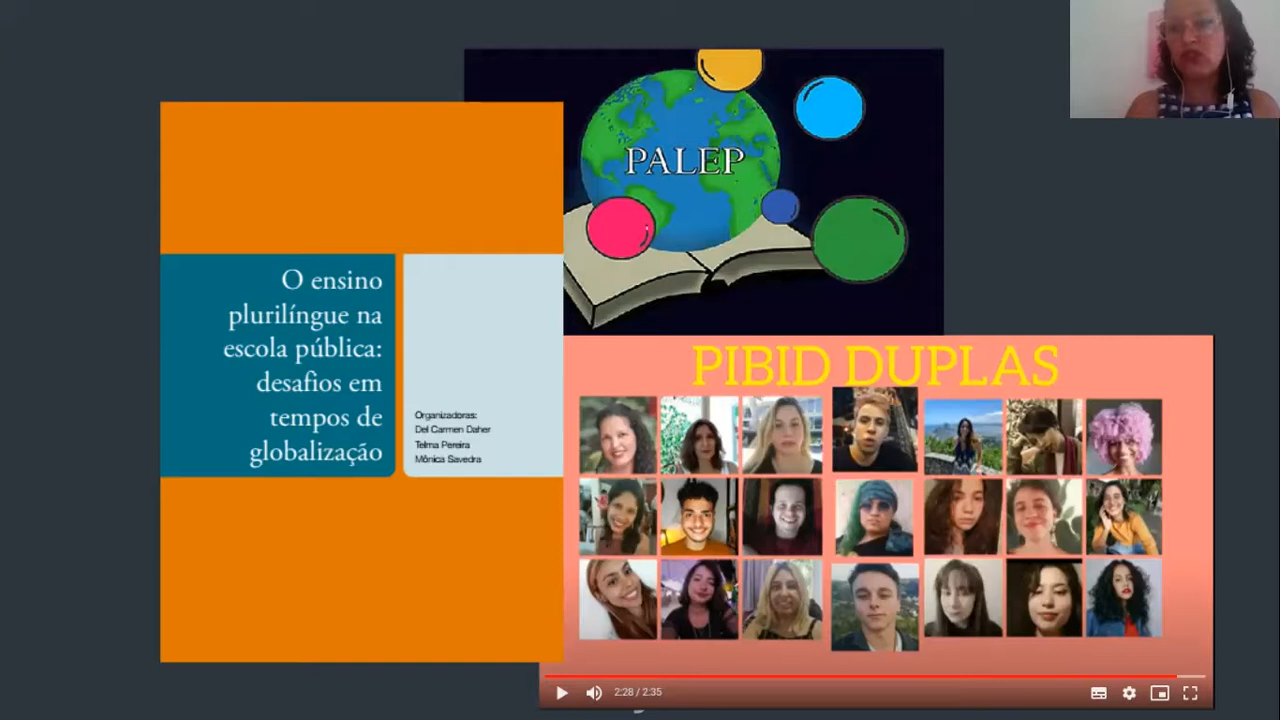 PALEP
O ensino
plurilíngue na
escola pública:
desafios em
tempos de
globalização
Organizadoras:
Del Carmen Daher
Telma Pereira
Mônica Savedra
PIBID DUPLAS
2:28 / 2:35